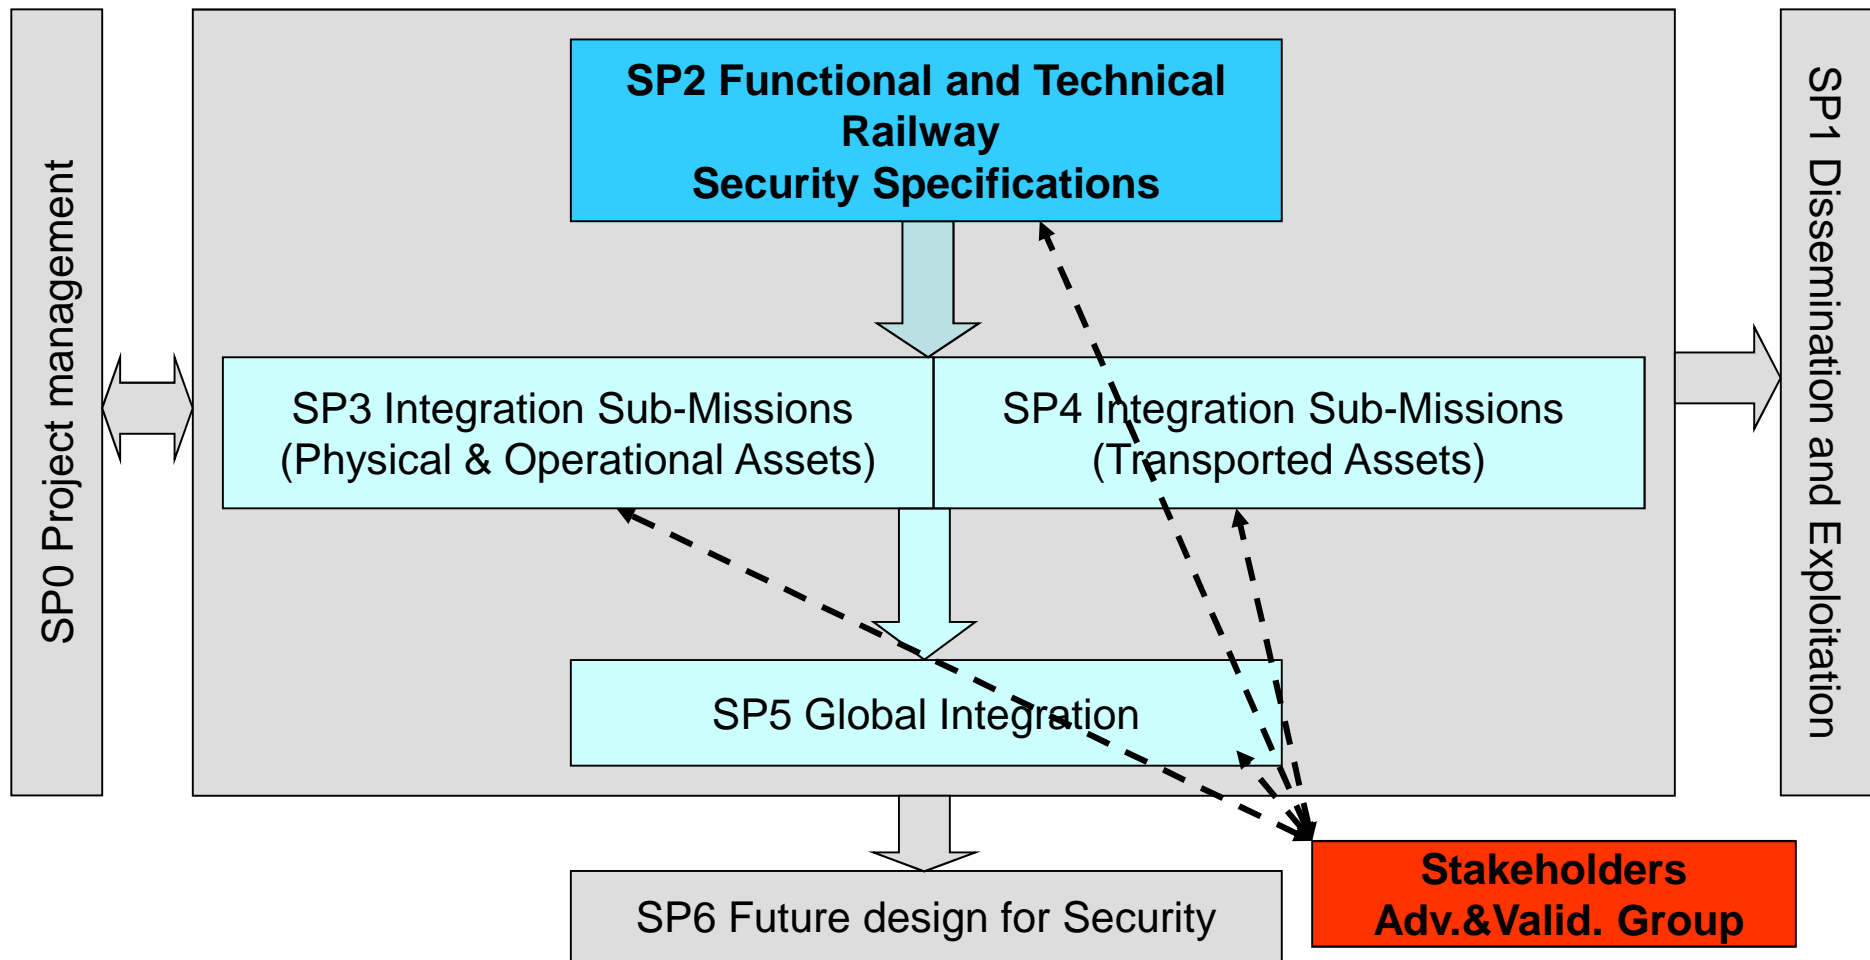 SP0 Project management
SP2 Functional and Technical
Railway
Security Specifications
SP1 Dissemination and Exploitation
SP3 Integration Sub-Missions
(Physical & Operational Assets)
SP4 Integration Sub-Missions
(Transported Assets)
SP5 Global Integration
SP6 Future design for Security
Stakeholders
Adv.&Valid. Group